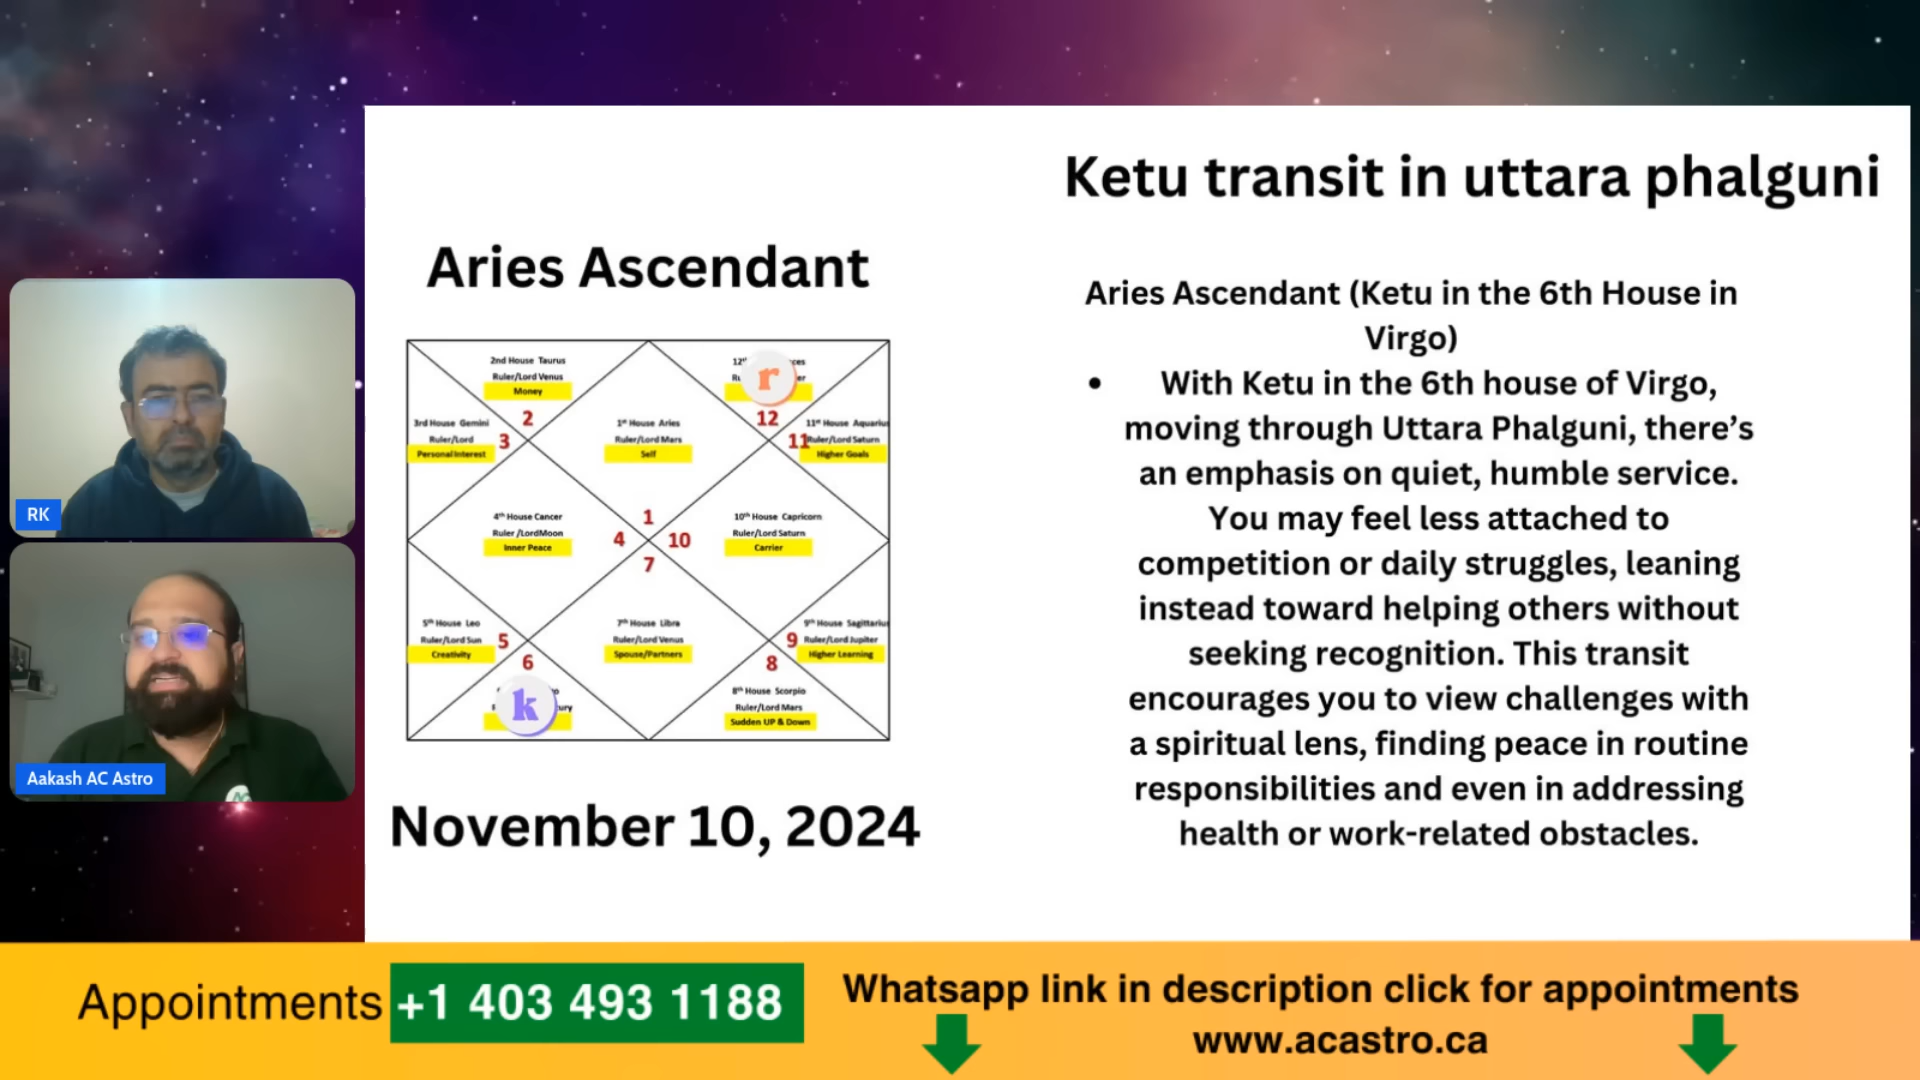 Ketu transit in uttara phalguni
Aries Ascendant
2nd House Taurus
Ruler/Lord Venus
Money
2
r
12
3rd House Gemini
Ruler/Lord
Personal Interest
3
1st House Aries
Ruler/Lord Mars
Self
11th House Aquarius
11
Ruler/Lord Saturn
Higher Goals
4th House Cancer
Ruler /LordMoon
Inner Peace
1
4
10
7
10th House Capricorn
Ruler/Lord Saturn
Carrier
5th House Leo
Ruler/Lord Sun
Creativity
5
6
7th House Libra
Ruler/Lord Venus
Spouse/Partners
9th House Sagittarius
9
Ruler/Lord Jupiter
Higher Learning
8
k
8th House Scorpio
Ruler/Lord Mars
Sudden UP & Down
November 10, 2024
Aries Ascendant (Ketu in the 6th House in
Virgo)
• With Ketu in the 6th house of Virgo,
moving through Uttara Phalguni, there’s
an emphasis on quiet, humble service.
You may feel less attached to
competition or daily struggles, leaning
instead toward helping others without
seeking recognition. This transit
encourages you to view challenges with
a spiritual lens, finding peace in routine
responsibilities and even in addressing
health or work-related obstacles.
RK
Aakash AC Astro
Appointments +1 403 493 1188
Whatsapp link in description click for appointments
www.acastro.ca